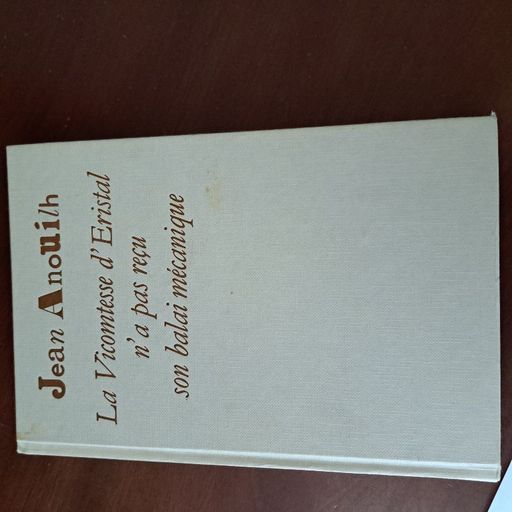 Jean Anouilh
La Vicomtesse d'Eristal
n'a pas reçu
son balai mécanique